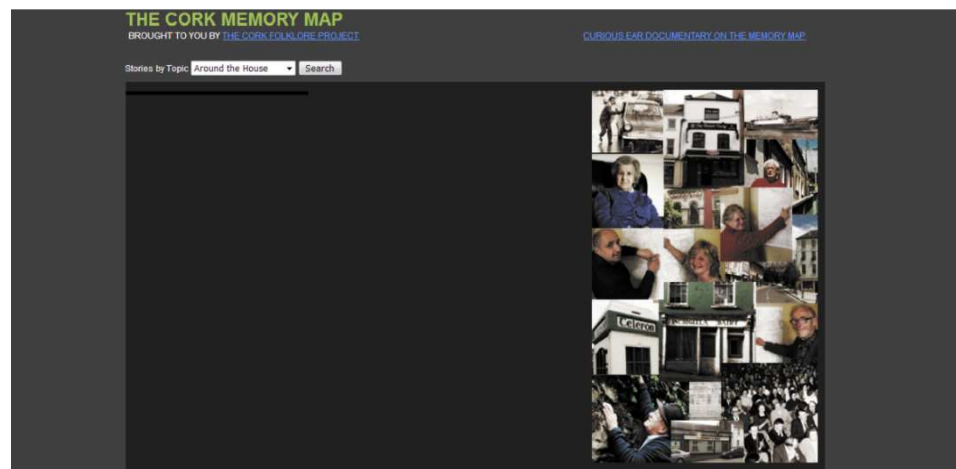 THE CORK MEMORY MAP
BROUGHT TO YOU BY THE CORK FOLKLORE PROJECT
CURIOUS EAR DOCUMENTARY ON THE MEMORY MAP
Stories by Topic Around the House Search
Celeron
DAIRY